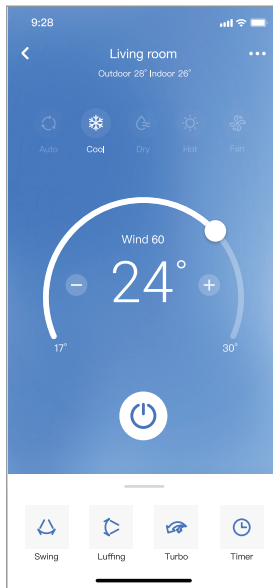 9:28
Living room
Outdoor 28° Indoor 26°
Auto Cool Dry Hot Fan
Wind 60
24°
17° 30°
Swing Luffing Turbo Timer